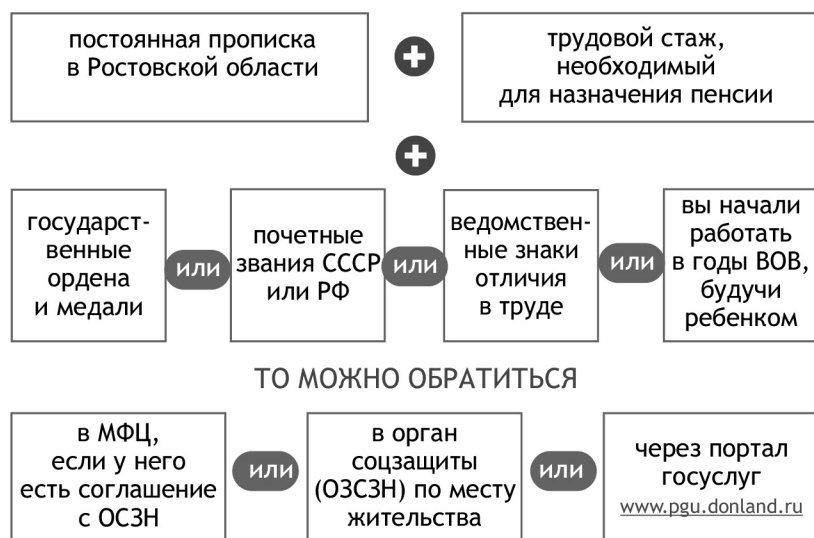 постоянная прописка
в Ростовской области
+
трудовой стаж,
необходимый
для назначения пенсии
+
государст-
венные
ордена
и медали
или
почетные
звания СССР
или РФ
или
ведомствен-
ные знаки
отличия
в труде
или
вы начали
работать
в годы ВОВ,
будучи
ребенком
ТО МОЖНО ОБРАТИТЬСЯ
в МФЦ,
если у него
есть соглашение
с ОСЗН
или
в орган
соцзащиты
(ОЗСЗН) по месту
жительства
или
через портал
госуслуг
www.pgu.donland.ru